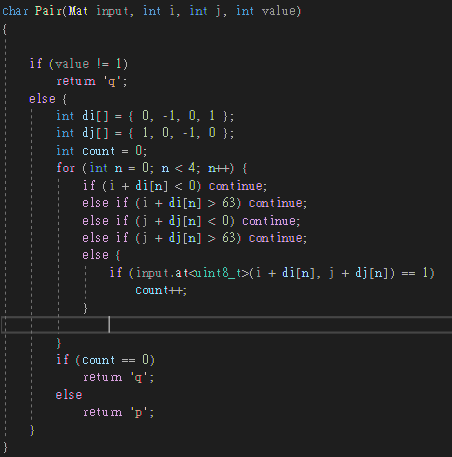 char Pair(Mat input, int i, int j, int value)
{
if (value != 1)
return 'q';
else {
int di[] = { 0, -1, 0, 1 };
int dj[] = { 1, 0, -1, 0 };
int count = 0;
for (int n = 0; n < 4; n++) {
if (i + di[n] < 0) continue;
else if (i + di[n] > 63) continue;
else if (j + dj[n] < 0) continue;
else if (j + dj[n] > 63) continue;
else {
if (input.at<uint8_t>(i + di[n], j + dj[n]) == 1)
count++;
}
}
if (count == 0)
return 'q';
else
return 'p';
}
}